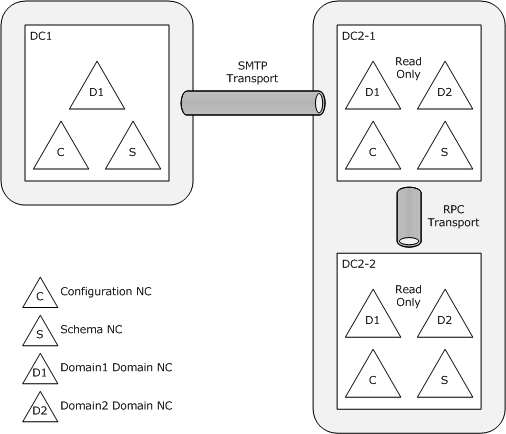 DC1
D1
C
S
SMTP
Transport
DC2-1
Read
Only
D1
D2
C
S
RPC
Transport
DC2-2
Read
Only
D1
D2
C
S
C Configuration NC
S Schema NC
D1 Domain1 Domain NC
D2 Domain2 Domain NC